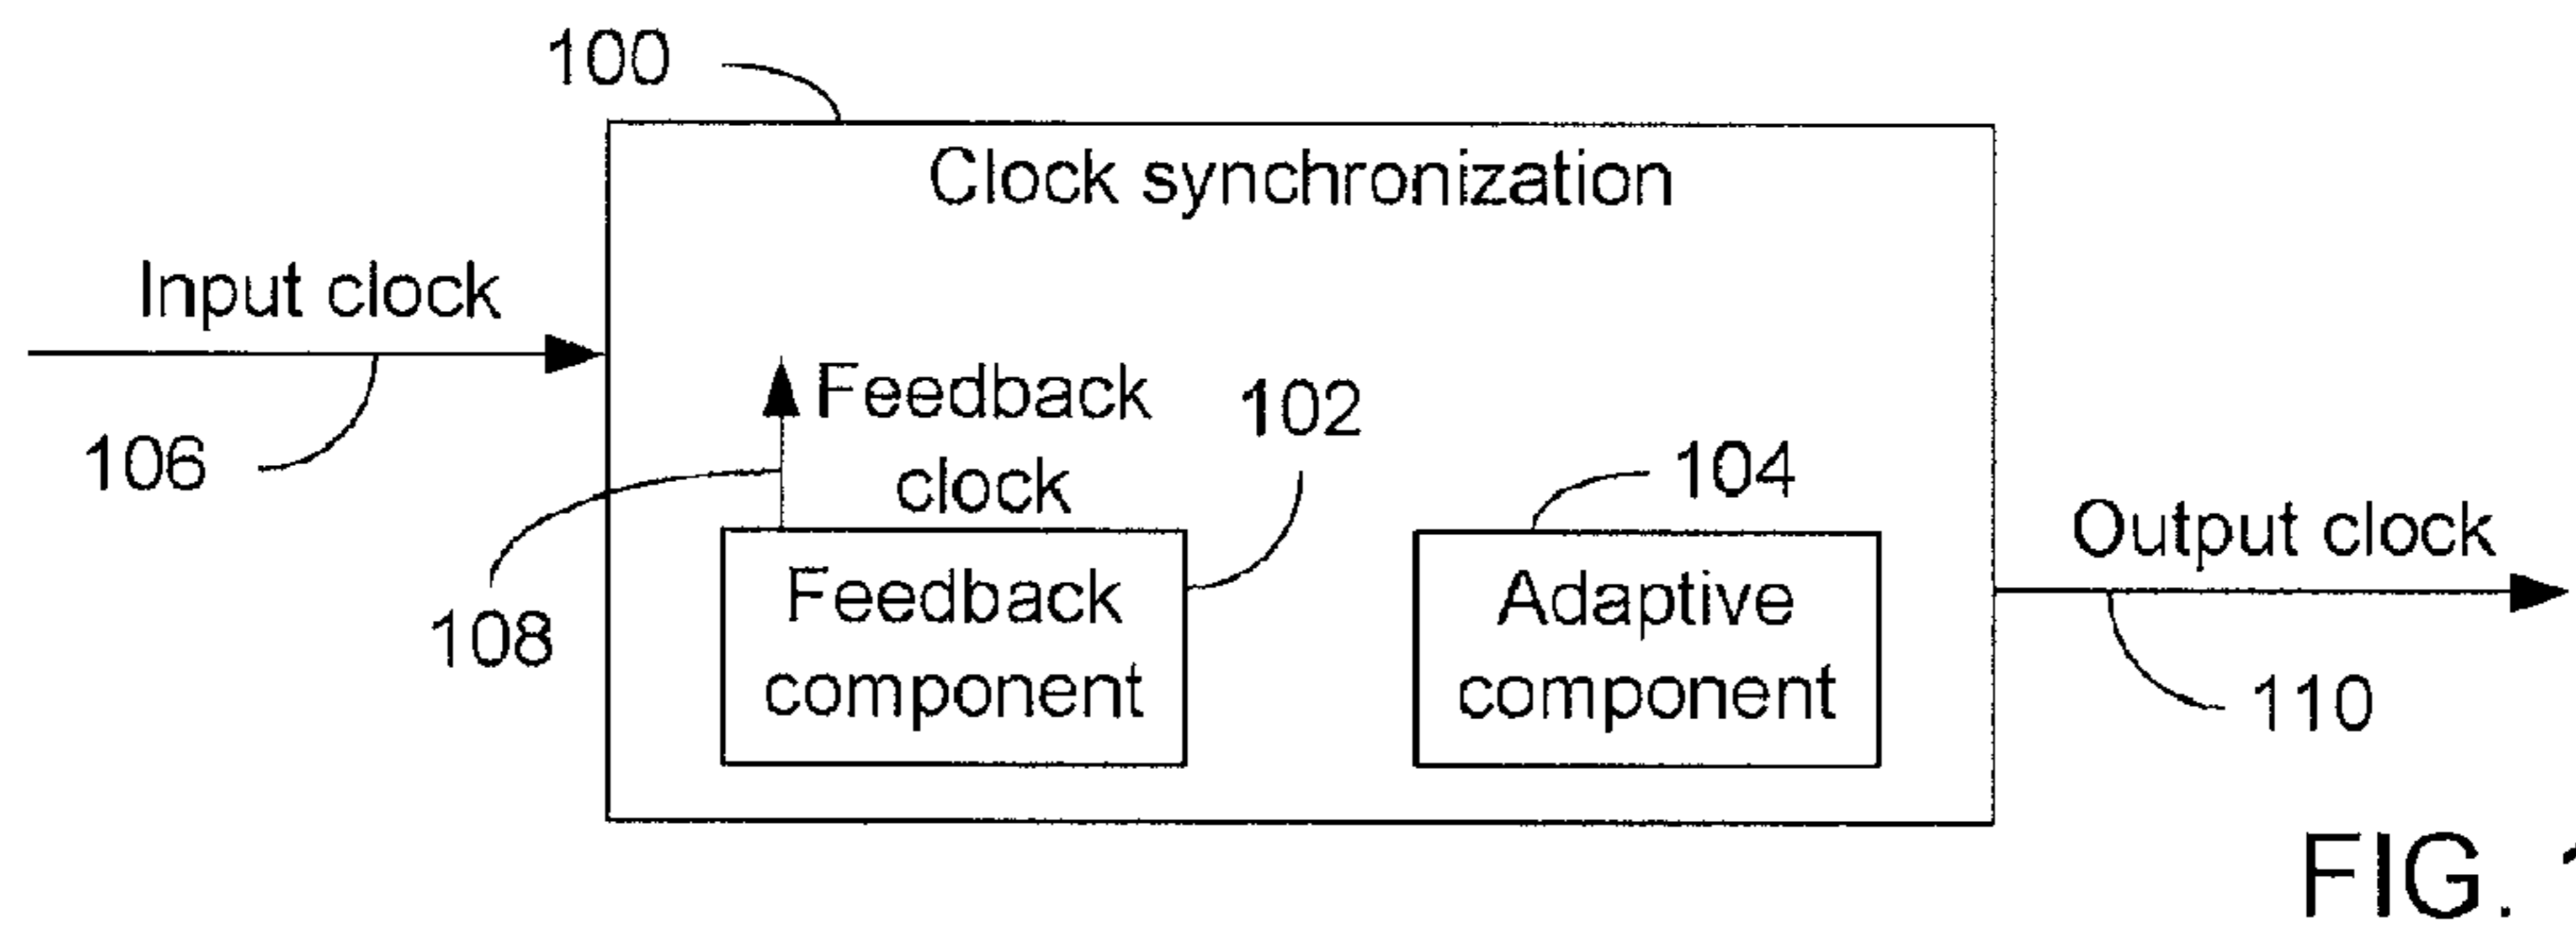 100
Clock synchronization
Input clock
106
Feedback
clock
102
104
108
Feedback
component
Adaptive
component
Output clock
110
FIG. 1